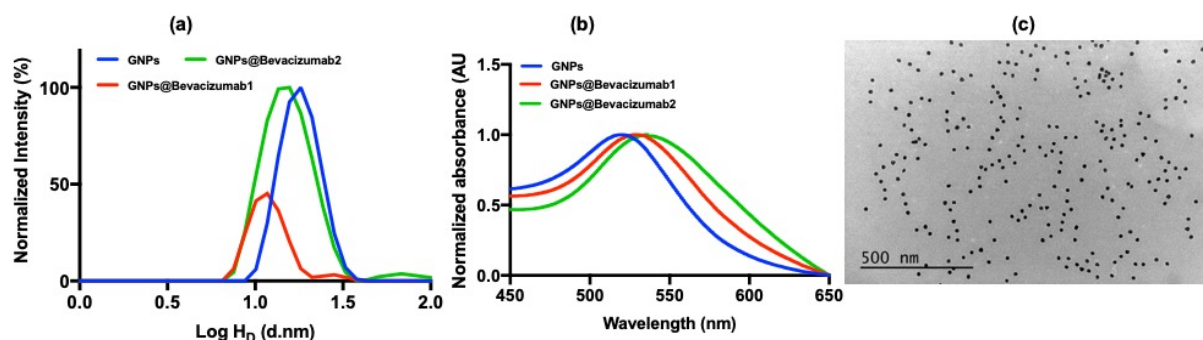 (a)
GNPs
GNPs@Bevacizumab2
GNPs@Bevacizumab1
Normalized Intensity (%)
100
50
0
0.0 0.5 1.0 1.5 2.0
Log H_D (d.nm)
(b)
GNPs
GNPs@Bevacizumab1
GNPs@Bevacizumab2
Normalized absorbance (AU
1.5
1.0
0.5
0.0
450 500 550 600 650
Wavelength (nm)
(c)
500 nm